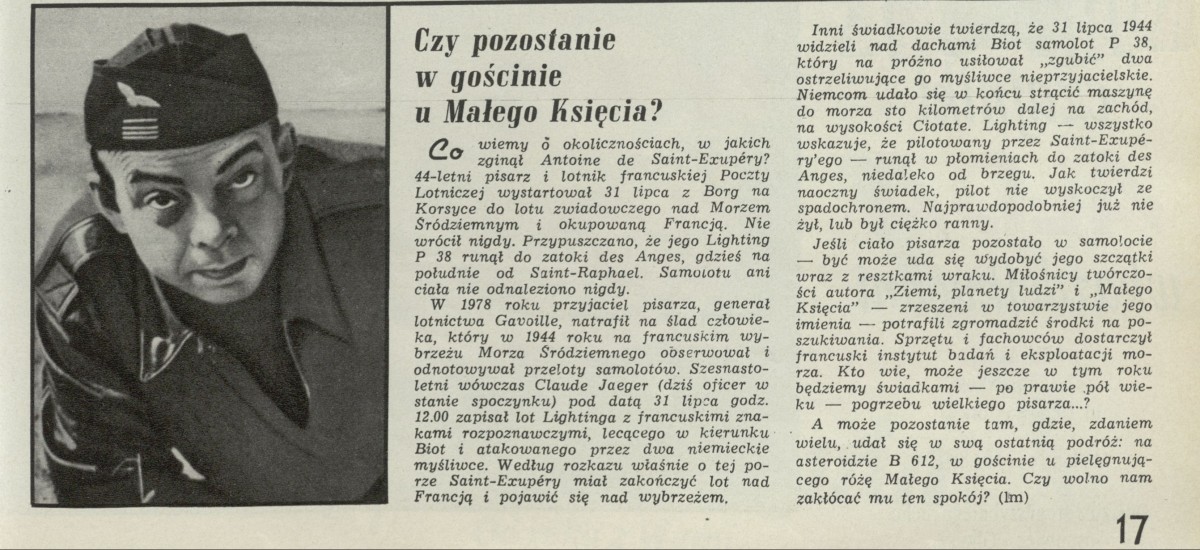 Czy pozostanie
w gościnie
u Małego Księcia?
Co wiemy o okolicznościach, w jakich
zginął Antoine de Saint-Exupéry?
44-letni pisarz i lotnik francuskiej Poczty
Lotniczej wystartował 31 lipca z Borg na
Korsyce do lotu zwiadowczego nad Morzem
Śródziemnym i okupowaną Francją. Nie
wrócił nigdy. Przypuszczano, że jego Lighting
P 38 runął do zatoki des Anges, gdzieś na
południe od Saint-Raphael. Samolotu ani
ciała nie odnaleziono nigdy.
W 1978 roku przyjaciel pisarza, generał
lotnictwa Gavoille, natrafił na ślad człowie-
ka, który w 1944 roku na francuskim wy-
brzeżu Morza Śródziemnego obserwował i
odnotowywał przeloty samolotów. Szesnasto-
letni wówczas Claude Jaeger (dziś oficer w
stanie spoczynku) pod datą 31 lipca godz.
12.00 zapisał lot Lightinga z francuskimi zna-
kami rozpoznawczymi, lecącego w kierunku
Biot i atakowanego przez dwa niemieckie
myśliwce. Według rozkazu właśnie o tej po-
rze Saint-Exupéry miał zakończyć lot nad
Francją i pojawić się nad wybrzeżem.
Inni świadkowie twierdzą, że 31 lipca 1944
widzieli nad dachami Biot samolot P 38,
który na próżno usiłował „zgubić” dwa
ostrzeliwujące go myśliwce nieprzyjacielskie.
Niemcom udało się w końcu strącić maszynę
do morza sto kilometrów dalej na zachód,
na wysokości Ciotate. Lighting — wszystko
wskazuje, że pilotowany przez Saint-Exupé-
ry'ego — runął w płomieniach do zatoki des
Anges, niedaleko od brzegu. Jak twierdzi
naoczny świadek, pilot nie wyskoczył ze
spadochronem. Najprawdopodobniej już nie
żył, lub był ciężko ranny.
Jeśli ciało pisarza pozostało w samolocie
— być może uda się wydobyć jego szczątki
wraz z resztkami wraku. Miłośnicy twórczo-
ści autora „Ziemi, planety ludzi” i „Małego
Księcia” — zrzeszeni w towarzystwie jego
imienia — potrafili zgromadzić środki na po-
szukiwania. Sprzętu i fachowców dostarczył
francuski instytut badań i eksploatacji mo-
rza. Kto wie, może jeszcze w tym roku
będziemy świadkami — po prawie pół wie-
ku — pogrzebu wielkiego pisarza...?
A może pozostanie tam, gdzie, zdaniem
wielu, udał się w swą ostatnią podróż: na
asteroidzie B 612, w gościnie u pielęgnują-
cego różę Małego Księcia. Czy wolno nam
zakłócać mu ten spokój? (lm)
17